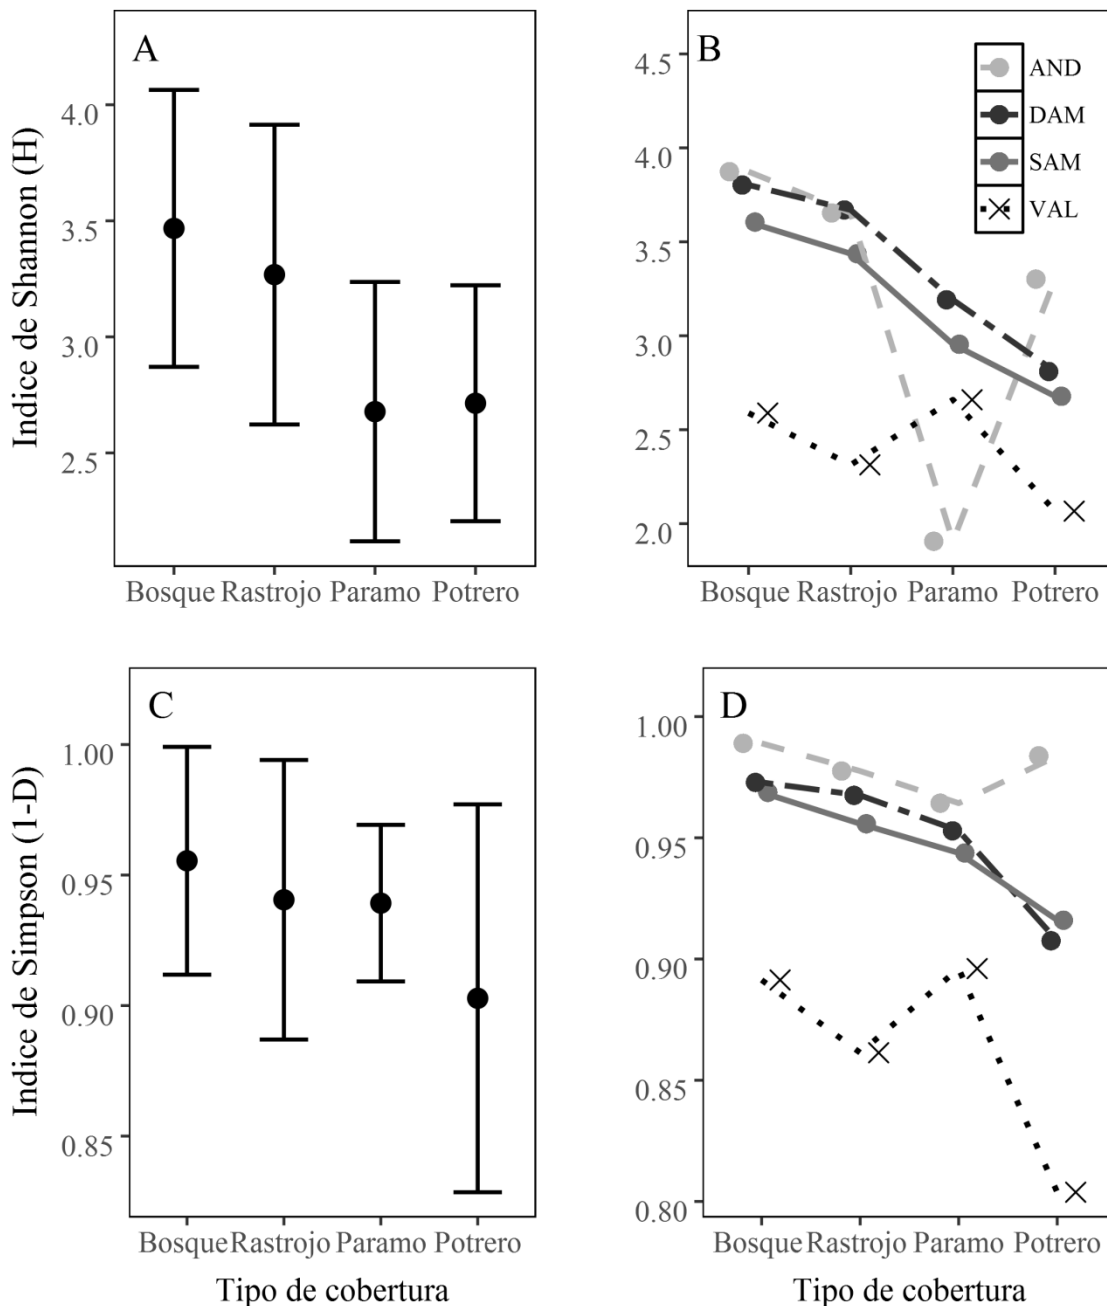 A
Indice de Shannon (H)
4.0
3.5
3.0
2.5
Bosque Rastrojo Paramo Potrero
B
4.5
4.0
3.5
3.0
2.5
2.0
AND
DAM
SAM
VAL
Bosque Rastrojo Paramo Potrero
C
Indice de Simpson (1-D)
1.00
0.95
0.90
0.85
Bosque Rastrojo Paramo Potrero
Tipo de cobertura
D
1.00
0.95
0.90
0.85
0.80
Bosque Rastrojo Paramo Potrero
Tipo de cobertura